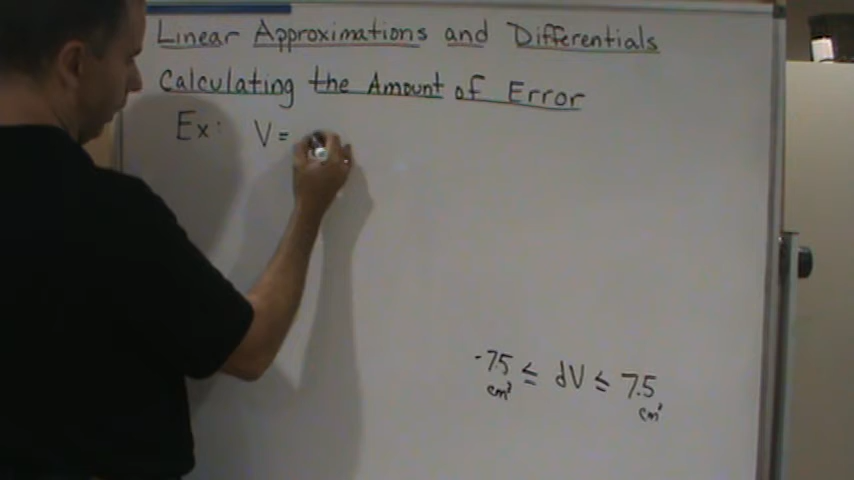 Linear Approximations and Differentials
Calculating the Amount of Error
Ex: V =
-7.5 ≤ dV ≤ 7.5
cm³ cm³